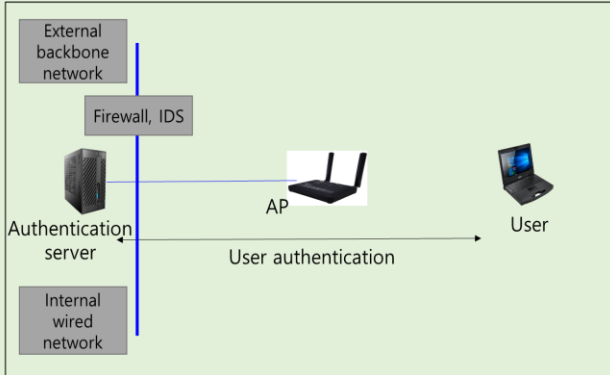 External
backbone
network
Firewall, IDS
AP
User
Authentication
server
User authentication
Internal
wired
network